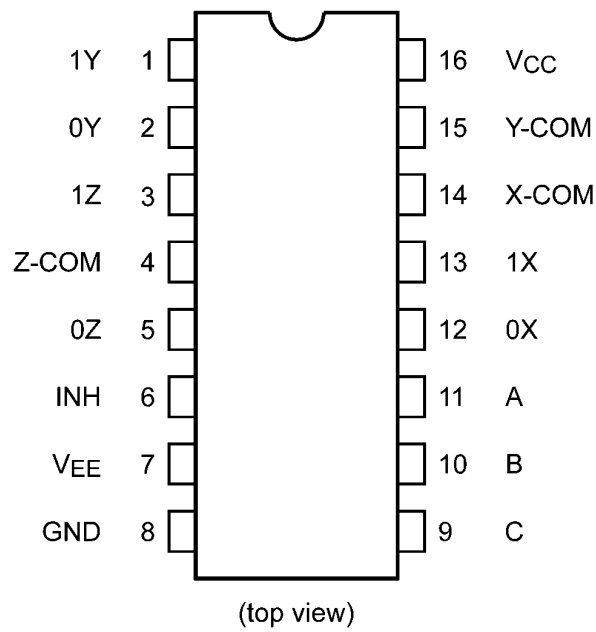 1Y 1 16 VCC
0Y 2 15 Y-COM
1Z 3 14 X-COM
Z-COM 4 13 1X
0Z 5 12 0X
INH 6 11 A
VEE 7 10 B
GND 8 9 C
(top view)